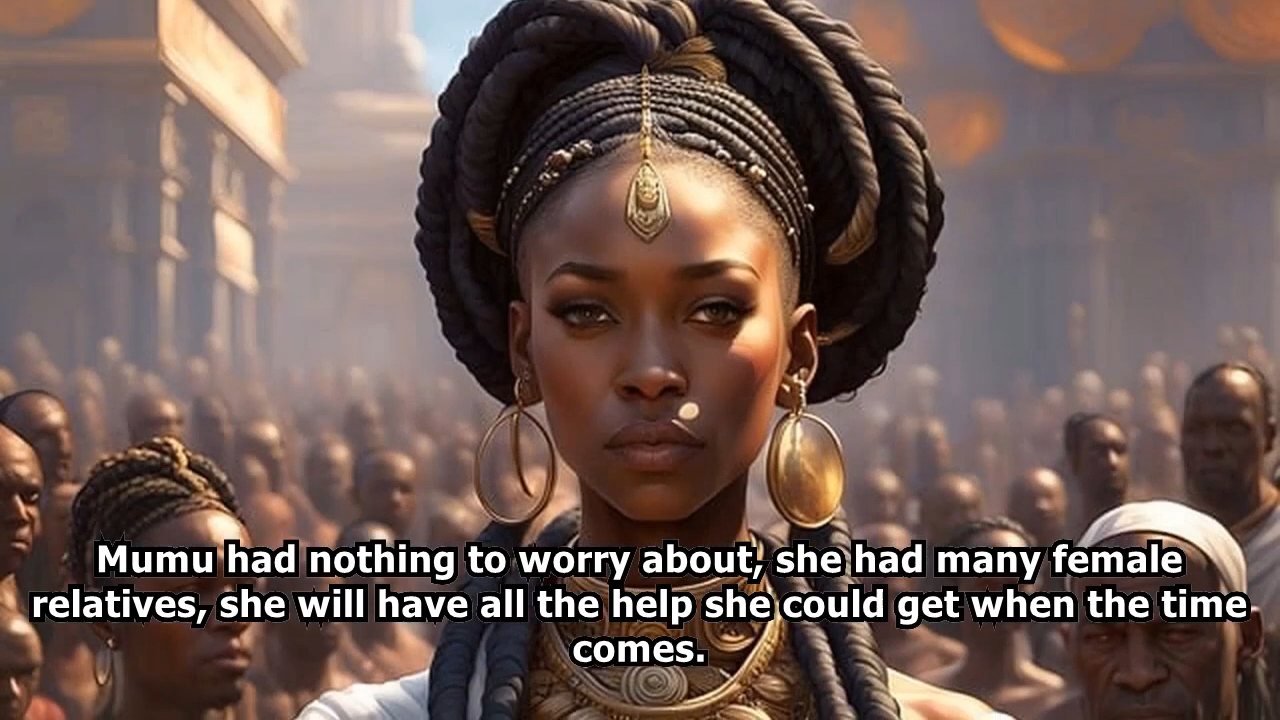 Mumu had nothing to worry about, she had many female
relatives, she will have all the help she could get when the time
comes.